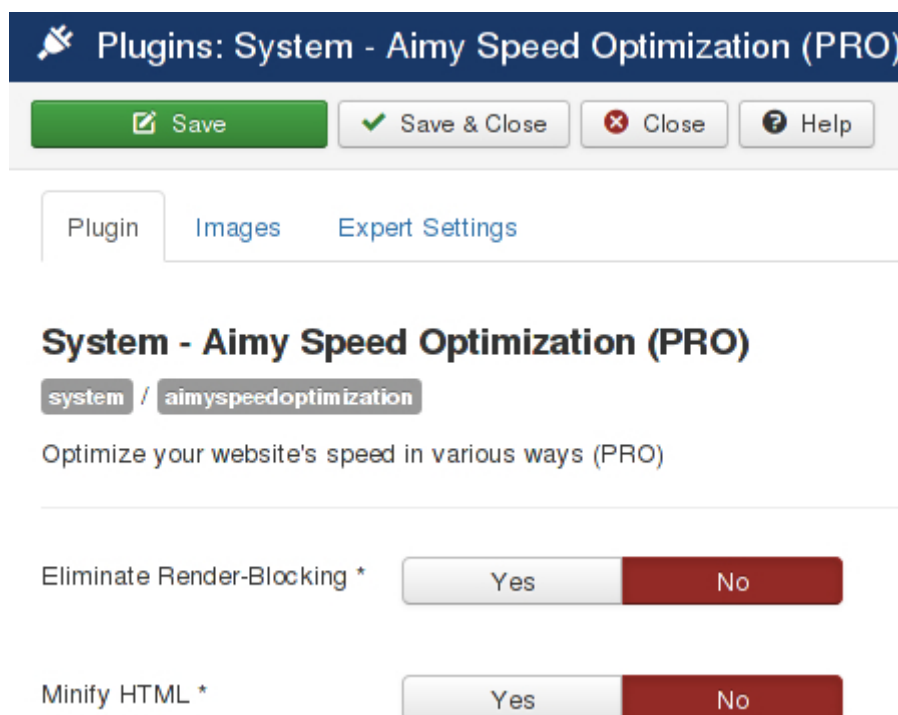 Plugins: System - Aimy Speed Optimization (PRO)
Save Save & Close Close Help
Plugin Images Expert Settings
System - Aimy Speed Optimization (PRO)
system / aimyspeedoptimization
Optimize your website's speed in various ways (PRO)
Eliminate Render-Blocking * Yes No
Minify HTML * Yes No